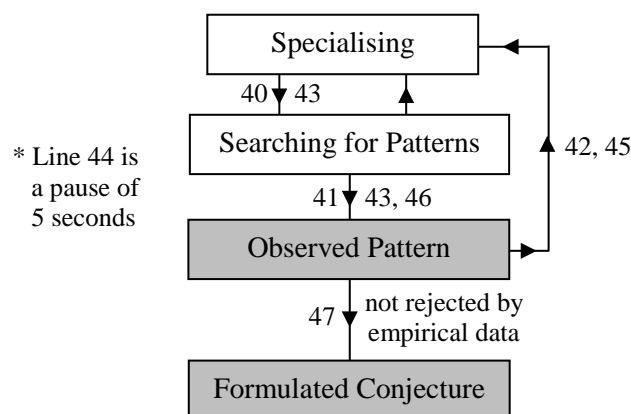 Specialising
40 43
Searching for Patterns
* Line 44 is
a pause of
5 seconds
42, 45
41 43, 46
Observed Pattern
47 not rejected by
empirical data
Formulated Conjecture